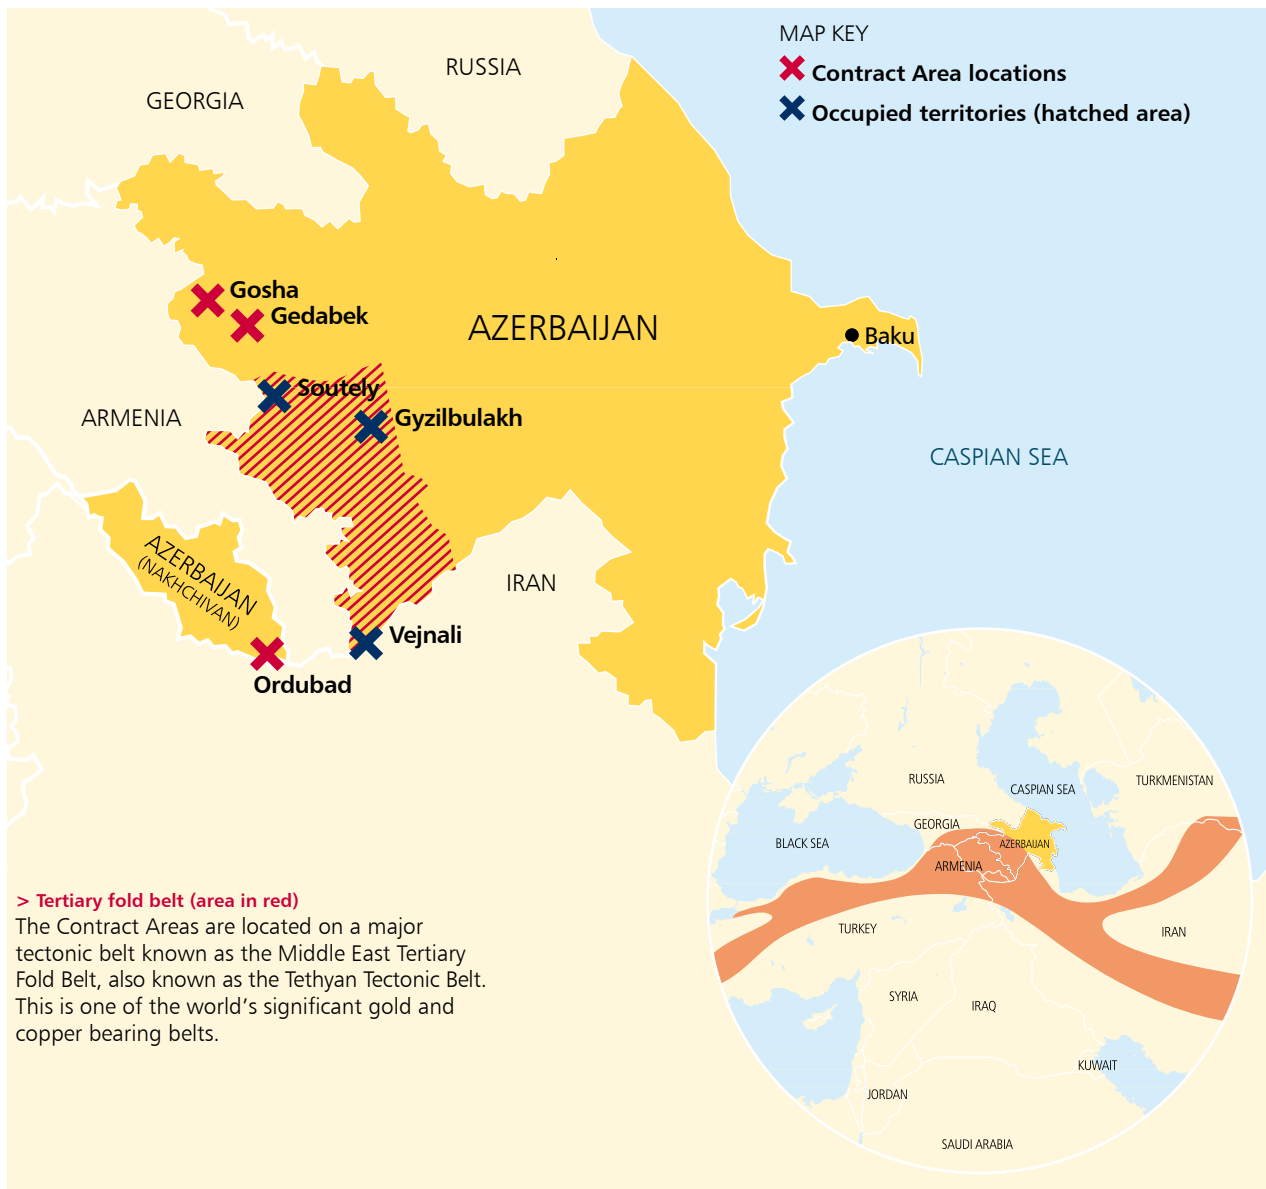 MAP KEY
Contract Area locations
Occupied territories (hatched area)
RUSSIA
GEORGIA
Gosha
Gedabek
AZERBAIJAN
Baku
Soutely
ARMENIA
Gyzilbulakh
CASPIAN SEA
AZERBAIJAN
(NAKHCHIVAN)
IRAN
Vejnali
Ordubad
RUSSIA
CASPIAN SEA
TURKMENISTAN
GEORGIA
BLACK SEA
AZERBAIJAN
ARMENIA
TURKEY
IRAN
SYRIA
IRAQ
KUWAIT
JORDAN
SAUDI ARABIA
> Tertiary fold belt (area in red)
The Contract Areas are located on a major
tectonic belt known as the Middle East Tertiary
Fold Belt, also known as the Tethyan Tectonic Belt.
This is one of the world’s significant gold and
copper bearing belts.